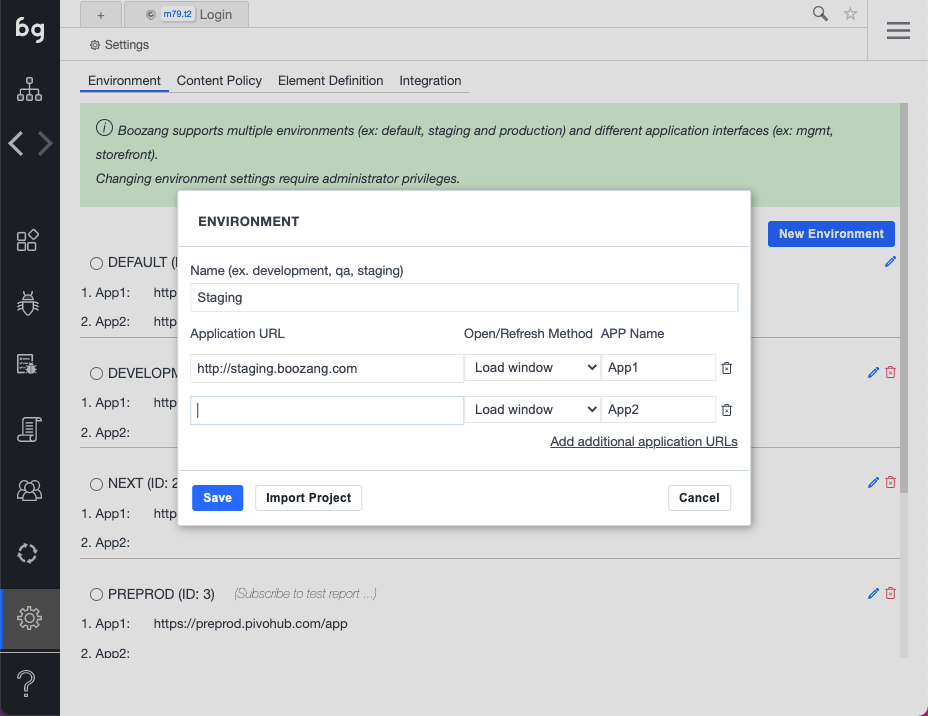 bg
+
m79.t2 Login
Settings
Environment Content Policy Element Definition Integration
Boozang supports multiple environments (ex: default, staging and production) and different application interfaces (ex: mgmt,
storefront).
Changing environment settings require administrator privileges.
New Environment
ENVIRONMENT
Name (ex. development, qa, staging)
Staging
Application URL Open/Refresh Method APP Name
http://staging.boozang.com Load window App1
Load window App2
Add additional application URLs
Save Import Project Cancel
DEFAULT
1. App1: http
2. App2: http
DEVELOPM
1. App1: http
2. App2:
NEXT (ID: 2
1. App1: http
2. App2:
PREPROD (ID: 3) (Subscribe to test report ...)
1. App1: https://preprod.pivohub.com/app
2. App2: